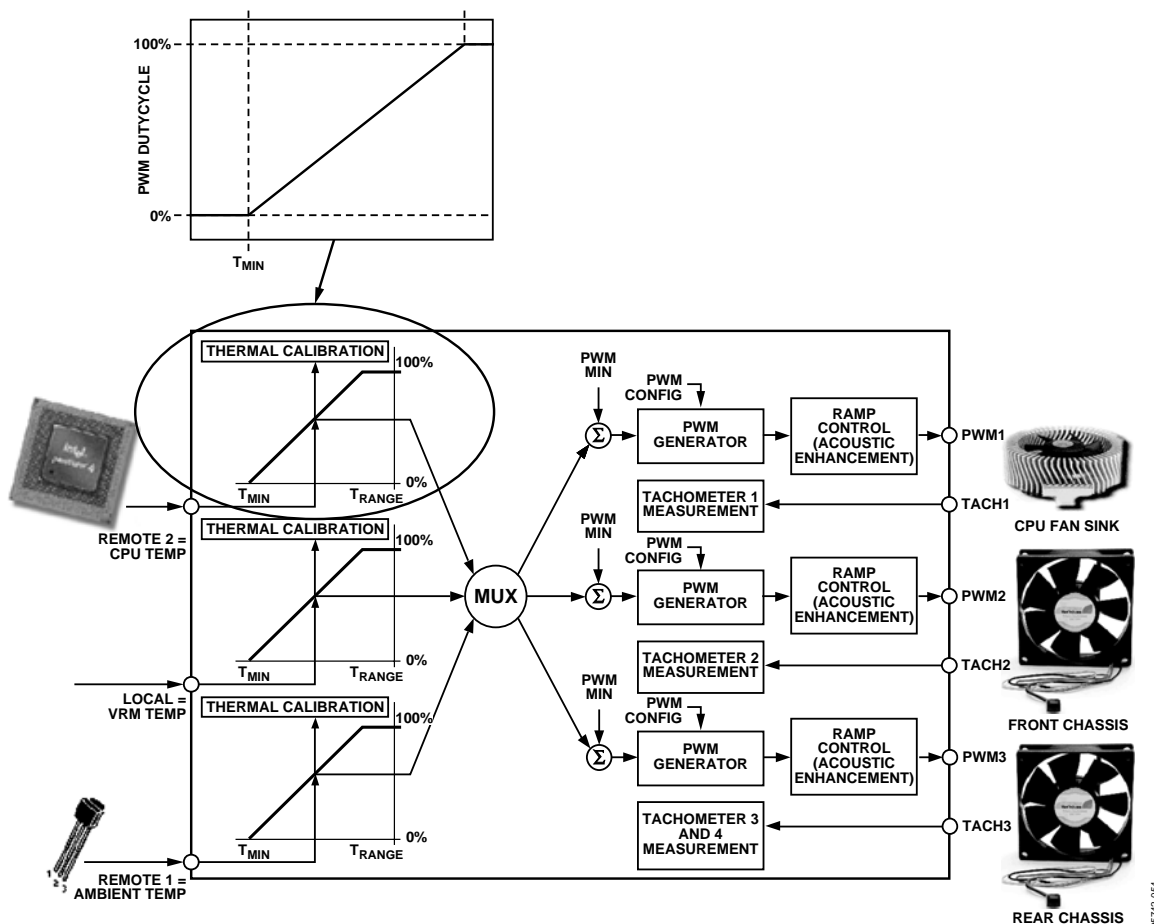 100%
PWM DUTYCYCLE
0%
TMIN
THERMAL CALIBRATION
100%
0%
TMIN
TRANGE
REMOTE 2 =
CPU TEMP
THERMAL CALIBRATION
100%
0%
TMIN
TRANGE
LOCAL =
VRM TEMP
THERMAL CALIBRATION
100%
0%
TMIN
TRANGE
REMOTE 1 =
AMBIENT TEMP
1
2
3
MUX
PWM
MIN
Σ
PWM
CONFIG
PWM
GENERATOR
RAMP
CONTROL
(ACOUSTIC
ENHANCEMENT)
PWM1
TACHOMETER 1
MEASUREMENT
TACH1
CPU FAN SINK
PWM
MIN
Σ
PWM
CONFIG
PWM
GENERATOR
RAMP
CONTROL
(ACOUSTIC
ENHANCEMENT)
PWM2
TACHOMETER 2
MEASUREMENT
TACH2
FRONT CHASSIS
PWM
MIN
Σ
PWM
CONFIG
PWM
GENERATOR
RAMP
CONTROL
(ACOUSTIC
ENHANCEMENT)
PWM3
TACHOMETER 3
AND 4
MEASUREMENT
TACH3
REAR CHASSIS